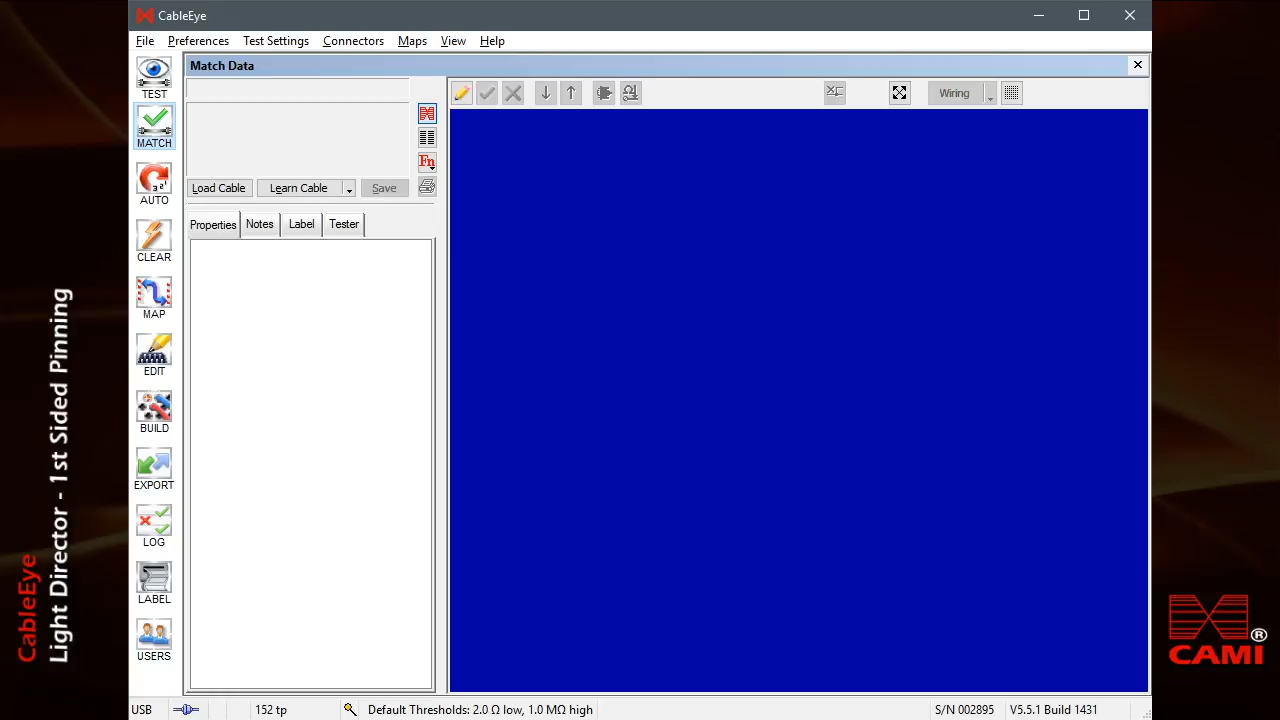 CableEye
File Preferences Test Settings Connectors Maps View Help
TEST
MATCH
AUTO
CLEAR
MAP
EDIT
BUILD
EXPORT
LOG
LABEL
USERS
Match Data
Fn
Load Cable Learn Cable Save
Properties Notes Label Tester
Wiring
USB 152 tp Default Thresholds: 2.0 Ω low, 1.0 MΩ high S/N 002895 V5.5.1 Build 1431
CableEye
Light Director - 1st Sided Pinning
CAMI ®